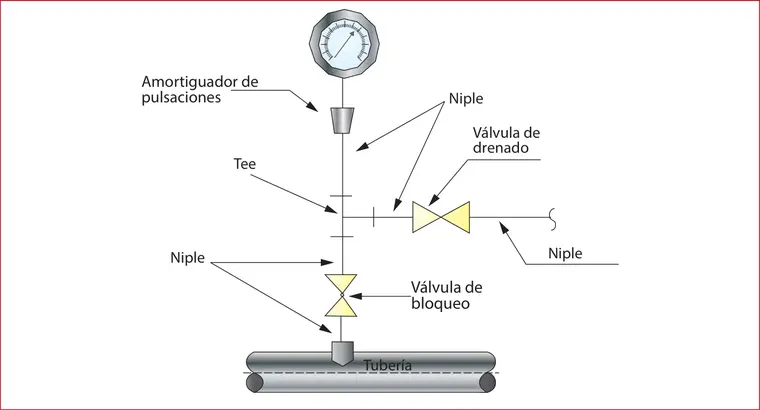 Amortiguador de
pulsaciones
Niple
Válvula de
drenado
Tee
Niple
Niple
Válvula de
bloqueo
Tubería